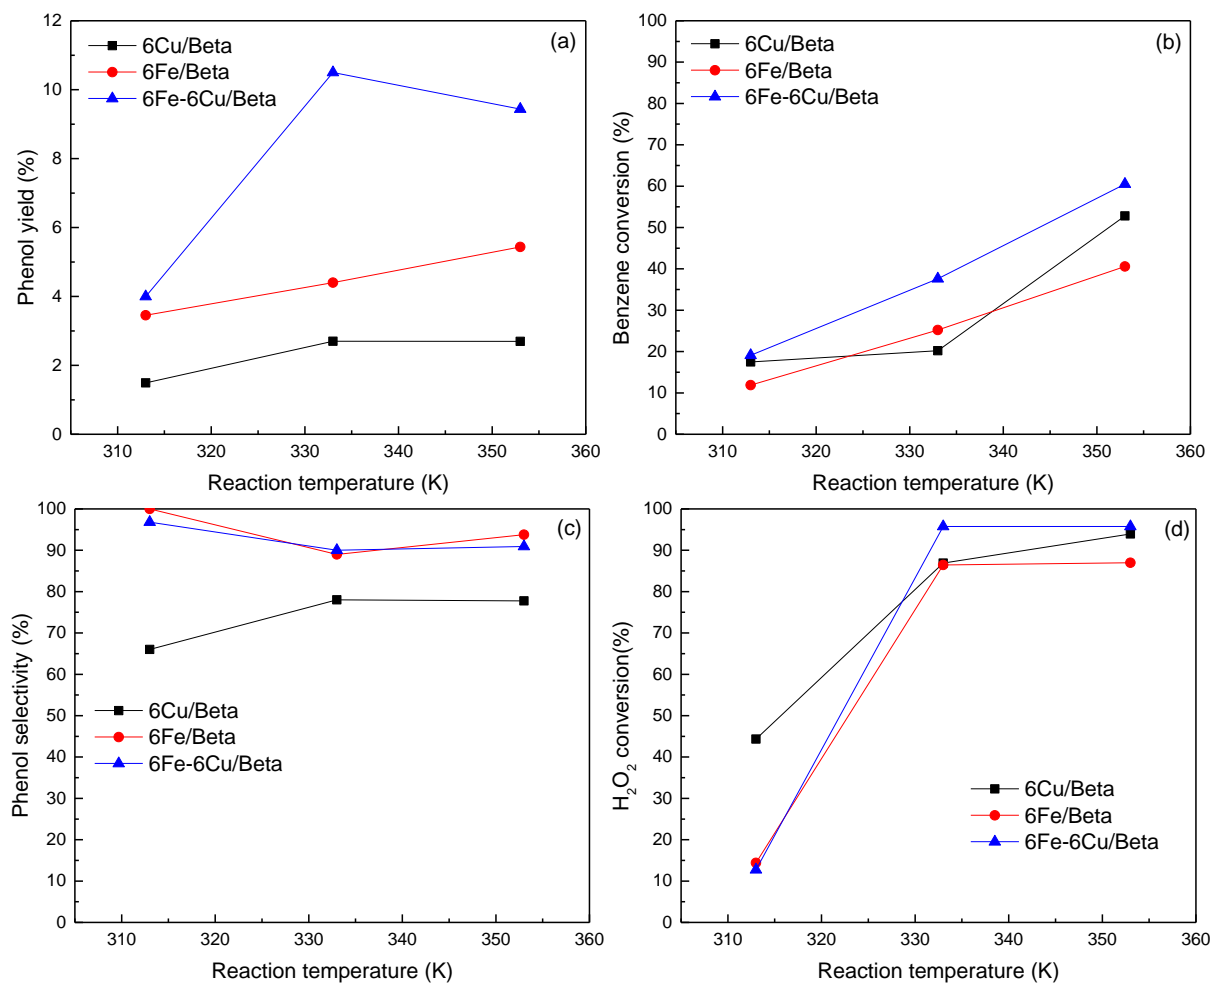 (a)
6Cu/Beta
6Fe/Beta
6Fe-6Cu/Beta
12
10
8
6
4
2
0
Phenol yield (%)
310 320 330 340 350 360
Reaction temperature (K)
(b)
6Cu/Beta
6Fe/Beta
6Fe-6Cu/Beta
100
90
80
70
60
50
40
30
20
10
0
Benzene conversion (%)
310 320 330 340 350 360
Reaction temperature (K)
(c)
100
90
80
70
60
50
40
30
20
10
0
Phenol selectivity (%)
6Cu/Beta
6Fe/Beta
6Fe-6Cu/Beta
310 320 330 340 350 360
Reaction temperature (K)
(d)
100
90
80
70
60
50
40
30
20
10
0
H₂O₂ conversion(%)
6Cu/Beta
6Fe/Beta
6Fe-6Cu/Beta
310 320 330 340 350 360
Reaction temperature (K)